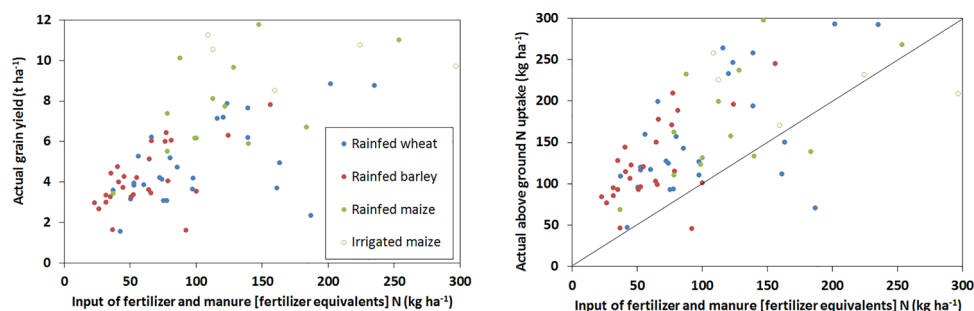 Actual grain yield (t ha⁻¹)
12
10
8
6
4
2
0
0 50 100 150 200 250 300
Input of fertilizer and manure [fertilizer equivalents] N (kg ha⁻¹)
Rainfed wheat
Rainfed barley
Rainfed maize
Irrigated maize
Actual above ground N uptake (kg ha⁻¹)
300
250
200
150
100
50
0
0 50 100 150 200 250 300
Input of fertilizer and manure [fertilizer equivalents] N (kg ha⁻¹)